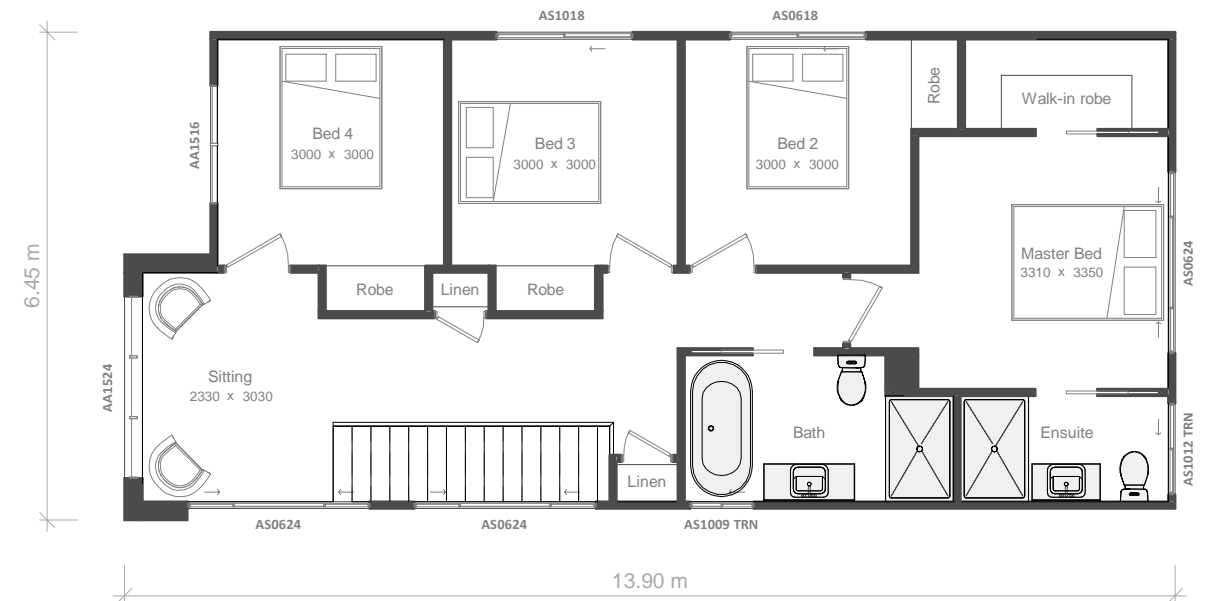 AS1018
AS0618
Robe
Walk-in robe
AA1516
Bed 4
3000 x 3000
Bed 3
3000 x 3000
Bed 2
3000 x 3000
6.45 m
Master Bed
3310 x 3350
AS0624
Robe
Linen
Robe
AA1524
Sitting
2330 x 3030
Bath
Ensuite
AS1012 TRN
Linen
AS0624
AS0624
AS1009 TRN
13.90 m